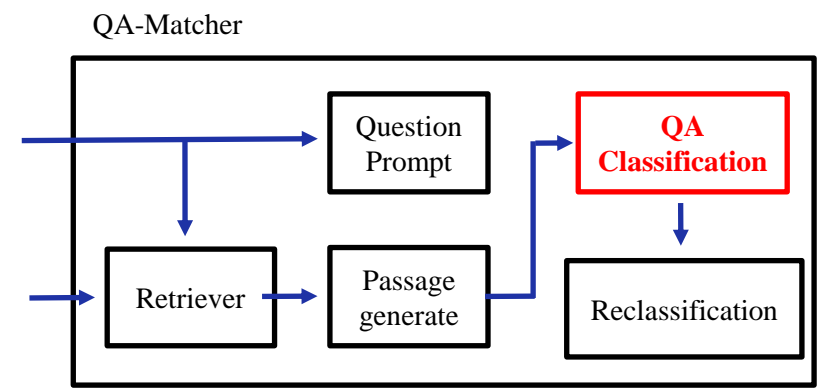 QA-Matcher
Question
Prompt
QA
Classification
Retriever
Passage
generate
Reclassification